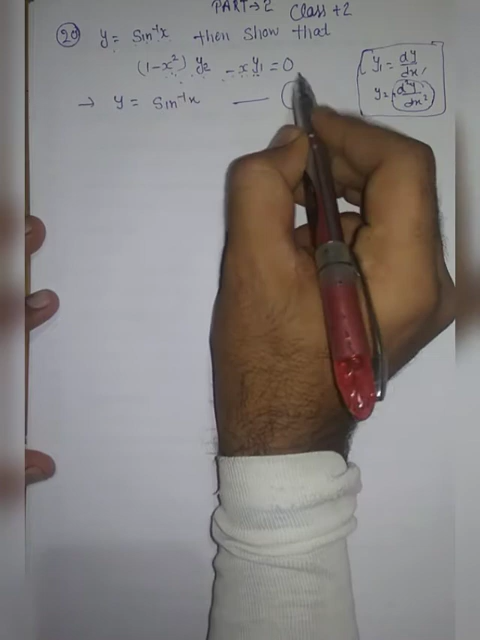 PART→2 Class +2
20 y = Sin⁻¹x then Show that
(1-x²) y₂ - xy₁ = 0
y₁ = dy/dx,
y₂ = d²y/dx²
→ y = Sin⁻¹x —